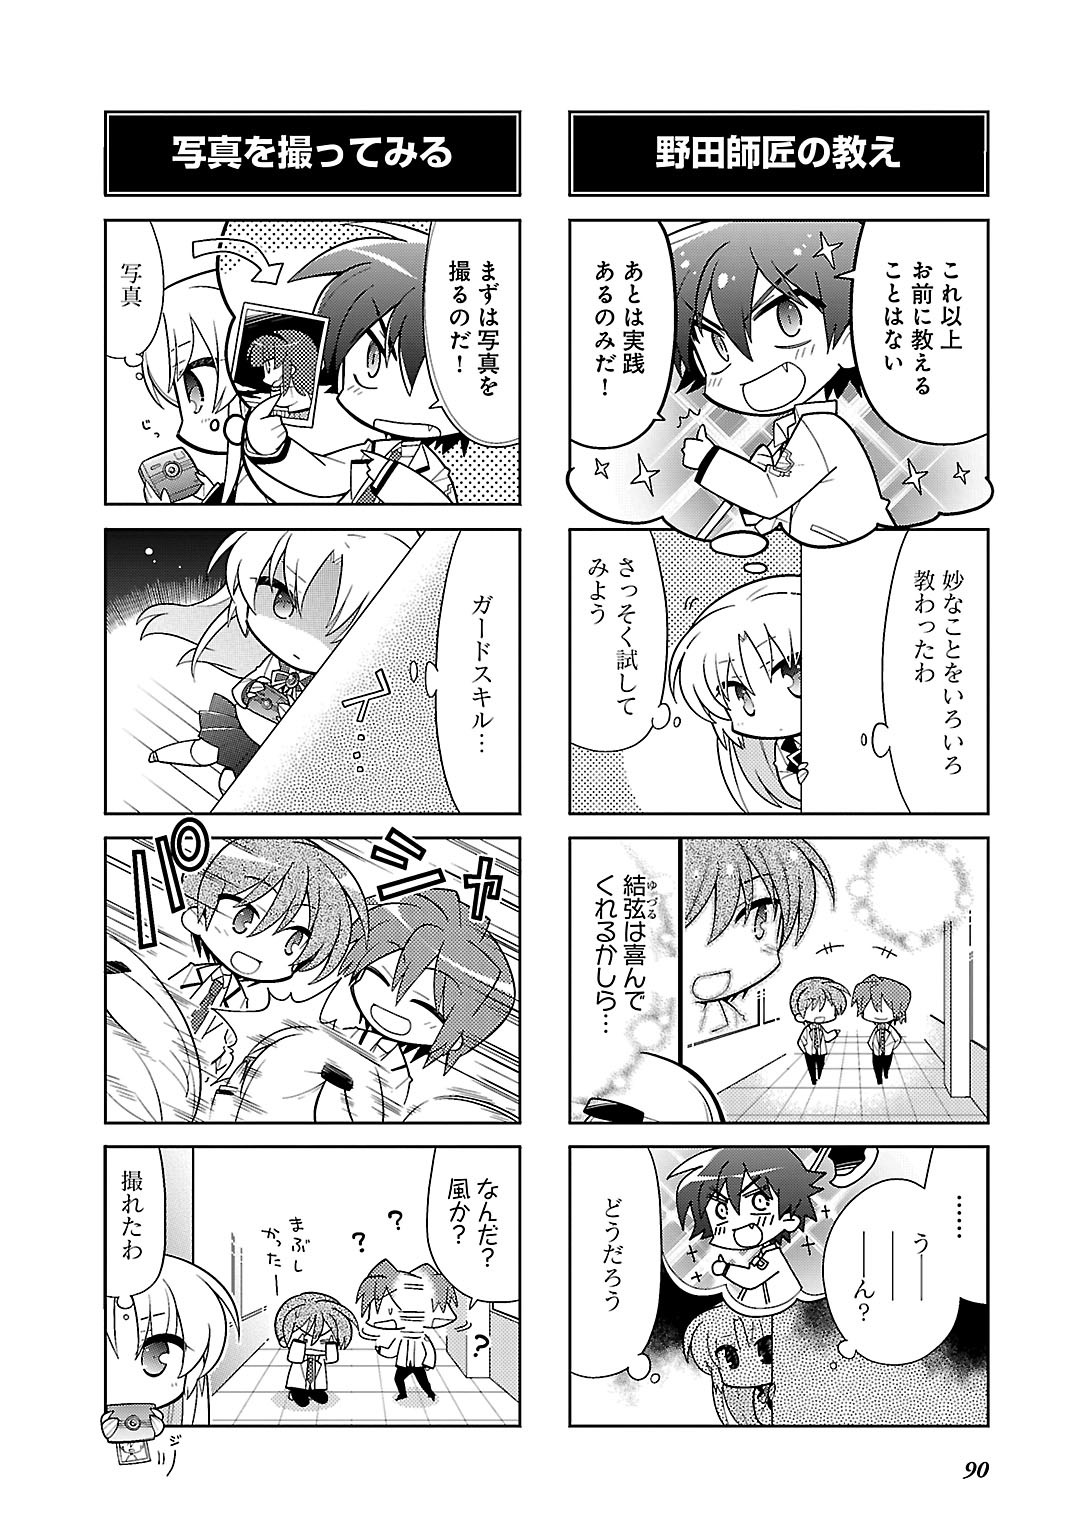 野田師匠の教え
これ以上
お前に教える
ことはない
あとは実践
あるのみだ！
妙なことをいろいろ
教わったわ
さっそく試して
みよう
結弦は喜んで
ゆづる
くれるかしら…
……
うーーーん？
どうだろう
写真を撮ってみる
まずは写真を
撮るのだ！
写真
じっ
ガードスキル…
パシャ
なんだ？
風か？
?
?
?
まぶし
かったー
撮れたわ
ジーッ
90